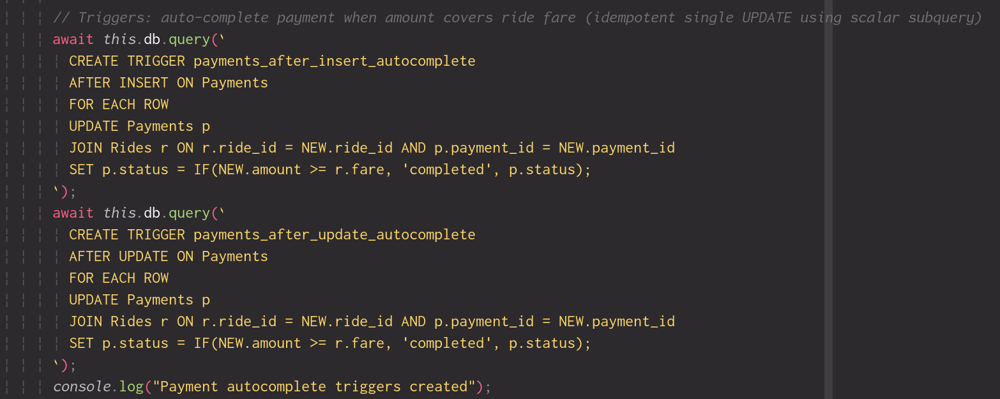 // Triggers: auto-complete payment when amount covers ride fare (idempotent single UPDATE using scalar subquery)
await this.db.query(`
CREATE TRIGGER payments_after_insert_autocomplete
AFTER INSERT ON Payments
FOR EACH ROW
UPDATE Payments p
JOIN Rides r ON r.ride_id = NEW.ride_id AND p.payment_id = NEW.payment_id
SET p.status = IF(NEW.amount >= r.fare, 'completed', p.status);
`);
await this.db.query(`
CREATE TRIGGER payments_after_update_autocomplete
AFTER UPDATE ON Payments
FOR EACH ROW
UPDATE Payments p
JOIN Rides r ON r.ride_id = NEW.ride_id AND p.payment_id = NEW.payment_id
SET p.status = IF(NEW.amount >= r.fare, 'completed', p.status);
`);
console.log("Payment autocomplete triggers created");